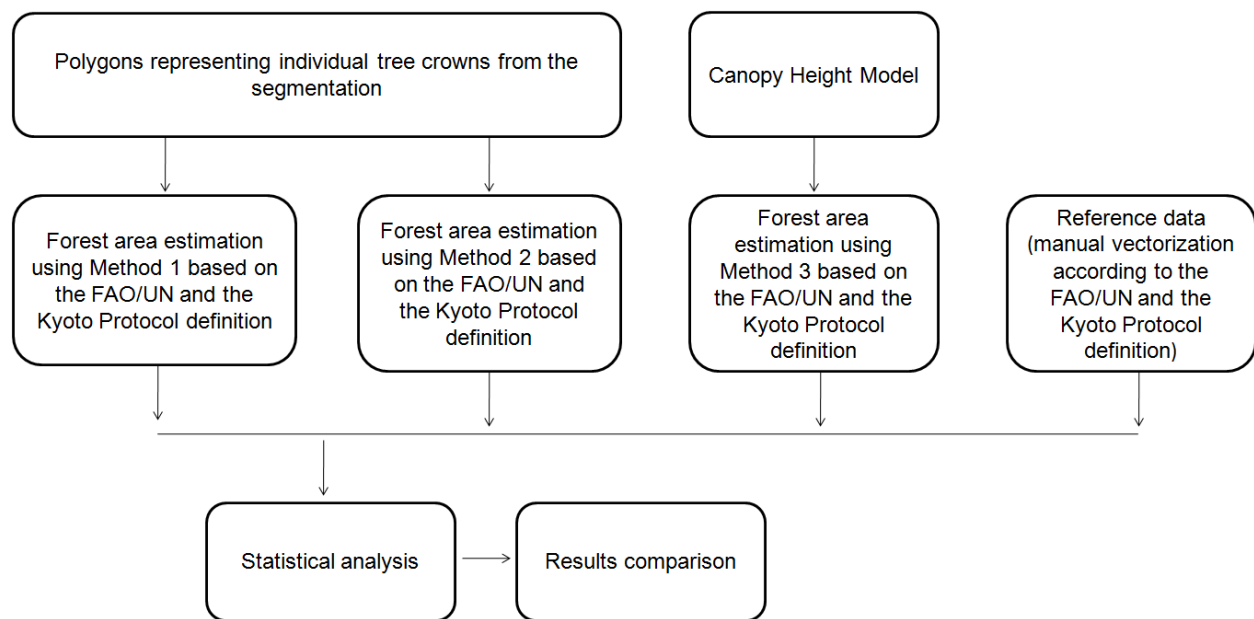 Polygons representing individual tree crowns from the
segmentation
Canopy Height Model
Forest area estimation
using Method 1 based on
the FAO/UN and the
Kyoto Protocol definition
Forest area estimation
using Method 2 based
on the FAO/UN and
the Kyoto Protocol
definition
Forest area
estimation using
Method 3 based on
the FAO/UN and the
Kyoto Protocol
definition
Reference data
(manual vectorization
according to the
FAO/UN and the
Kyoto Protocol
definition)
Statistical analysis
Results comparison